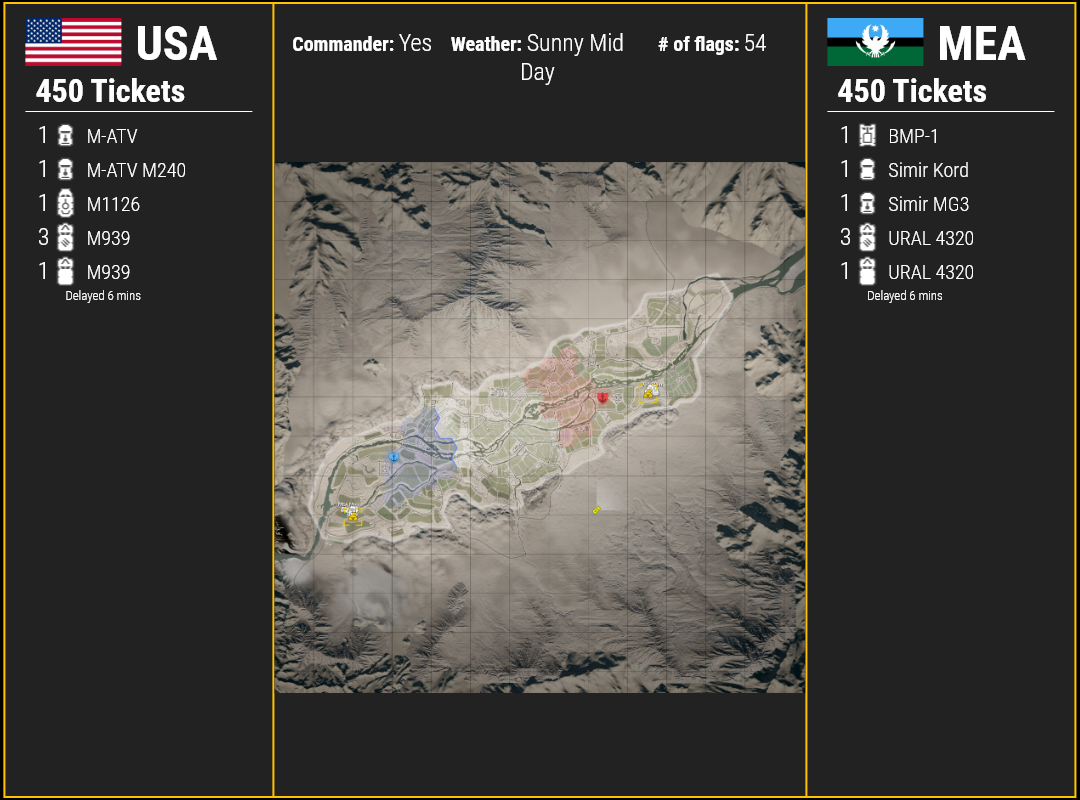 USA
450 Tickets
1 M-ATV
1 M-ATV M240
1 M1126
3 M939
1 M939
Delayed 6 mins
Commander: Yes Weather: Sunny Mid # of flags: 54
Day
MEA
450 Tickets
1 BMP-1
1 Simir Kord
1 Simir MG3
3 URAL 4320
1 URAL 4320
Delayed 6 mins